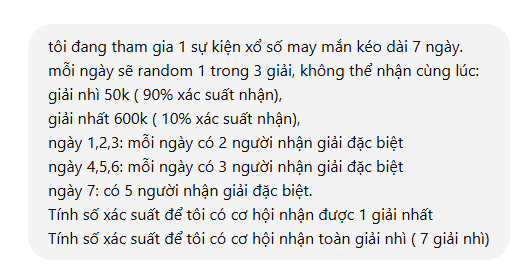 tôi đang tham gia 1 sự kiện xổ số may mắn kéo dài 7 ngày.
mỗi ngày sẽ random 1 trong 3 giải, không thể nhận cùng lúc:
giải nhì 50k ( 90% xác suất nhận),
giải nhất 600k ( 10% xác suất nhận),
ngày 1,2,3: mỗi ngày có 2 người nhận giải đặc biệt
ngày 4,5,6: mỗi ngày có 3 người nhận giải đặc biệt
ngày 7: có 5 người nhận giải đặc biệt.
Tính số xác suất để tôi có cơ hội nhận được 1 giải nhất
Tính số xác suất để tôi có cơ hội nhận toàn giải nhì ( 7 giải nhì)